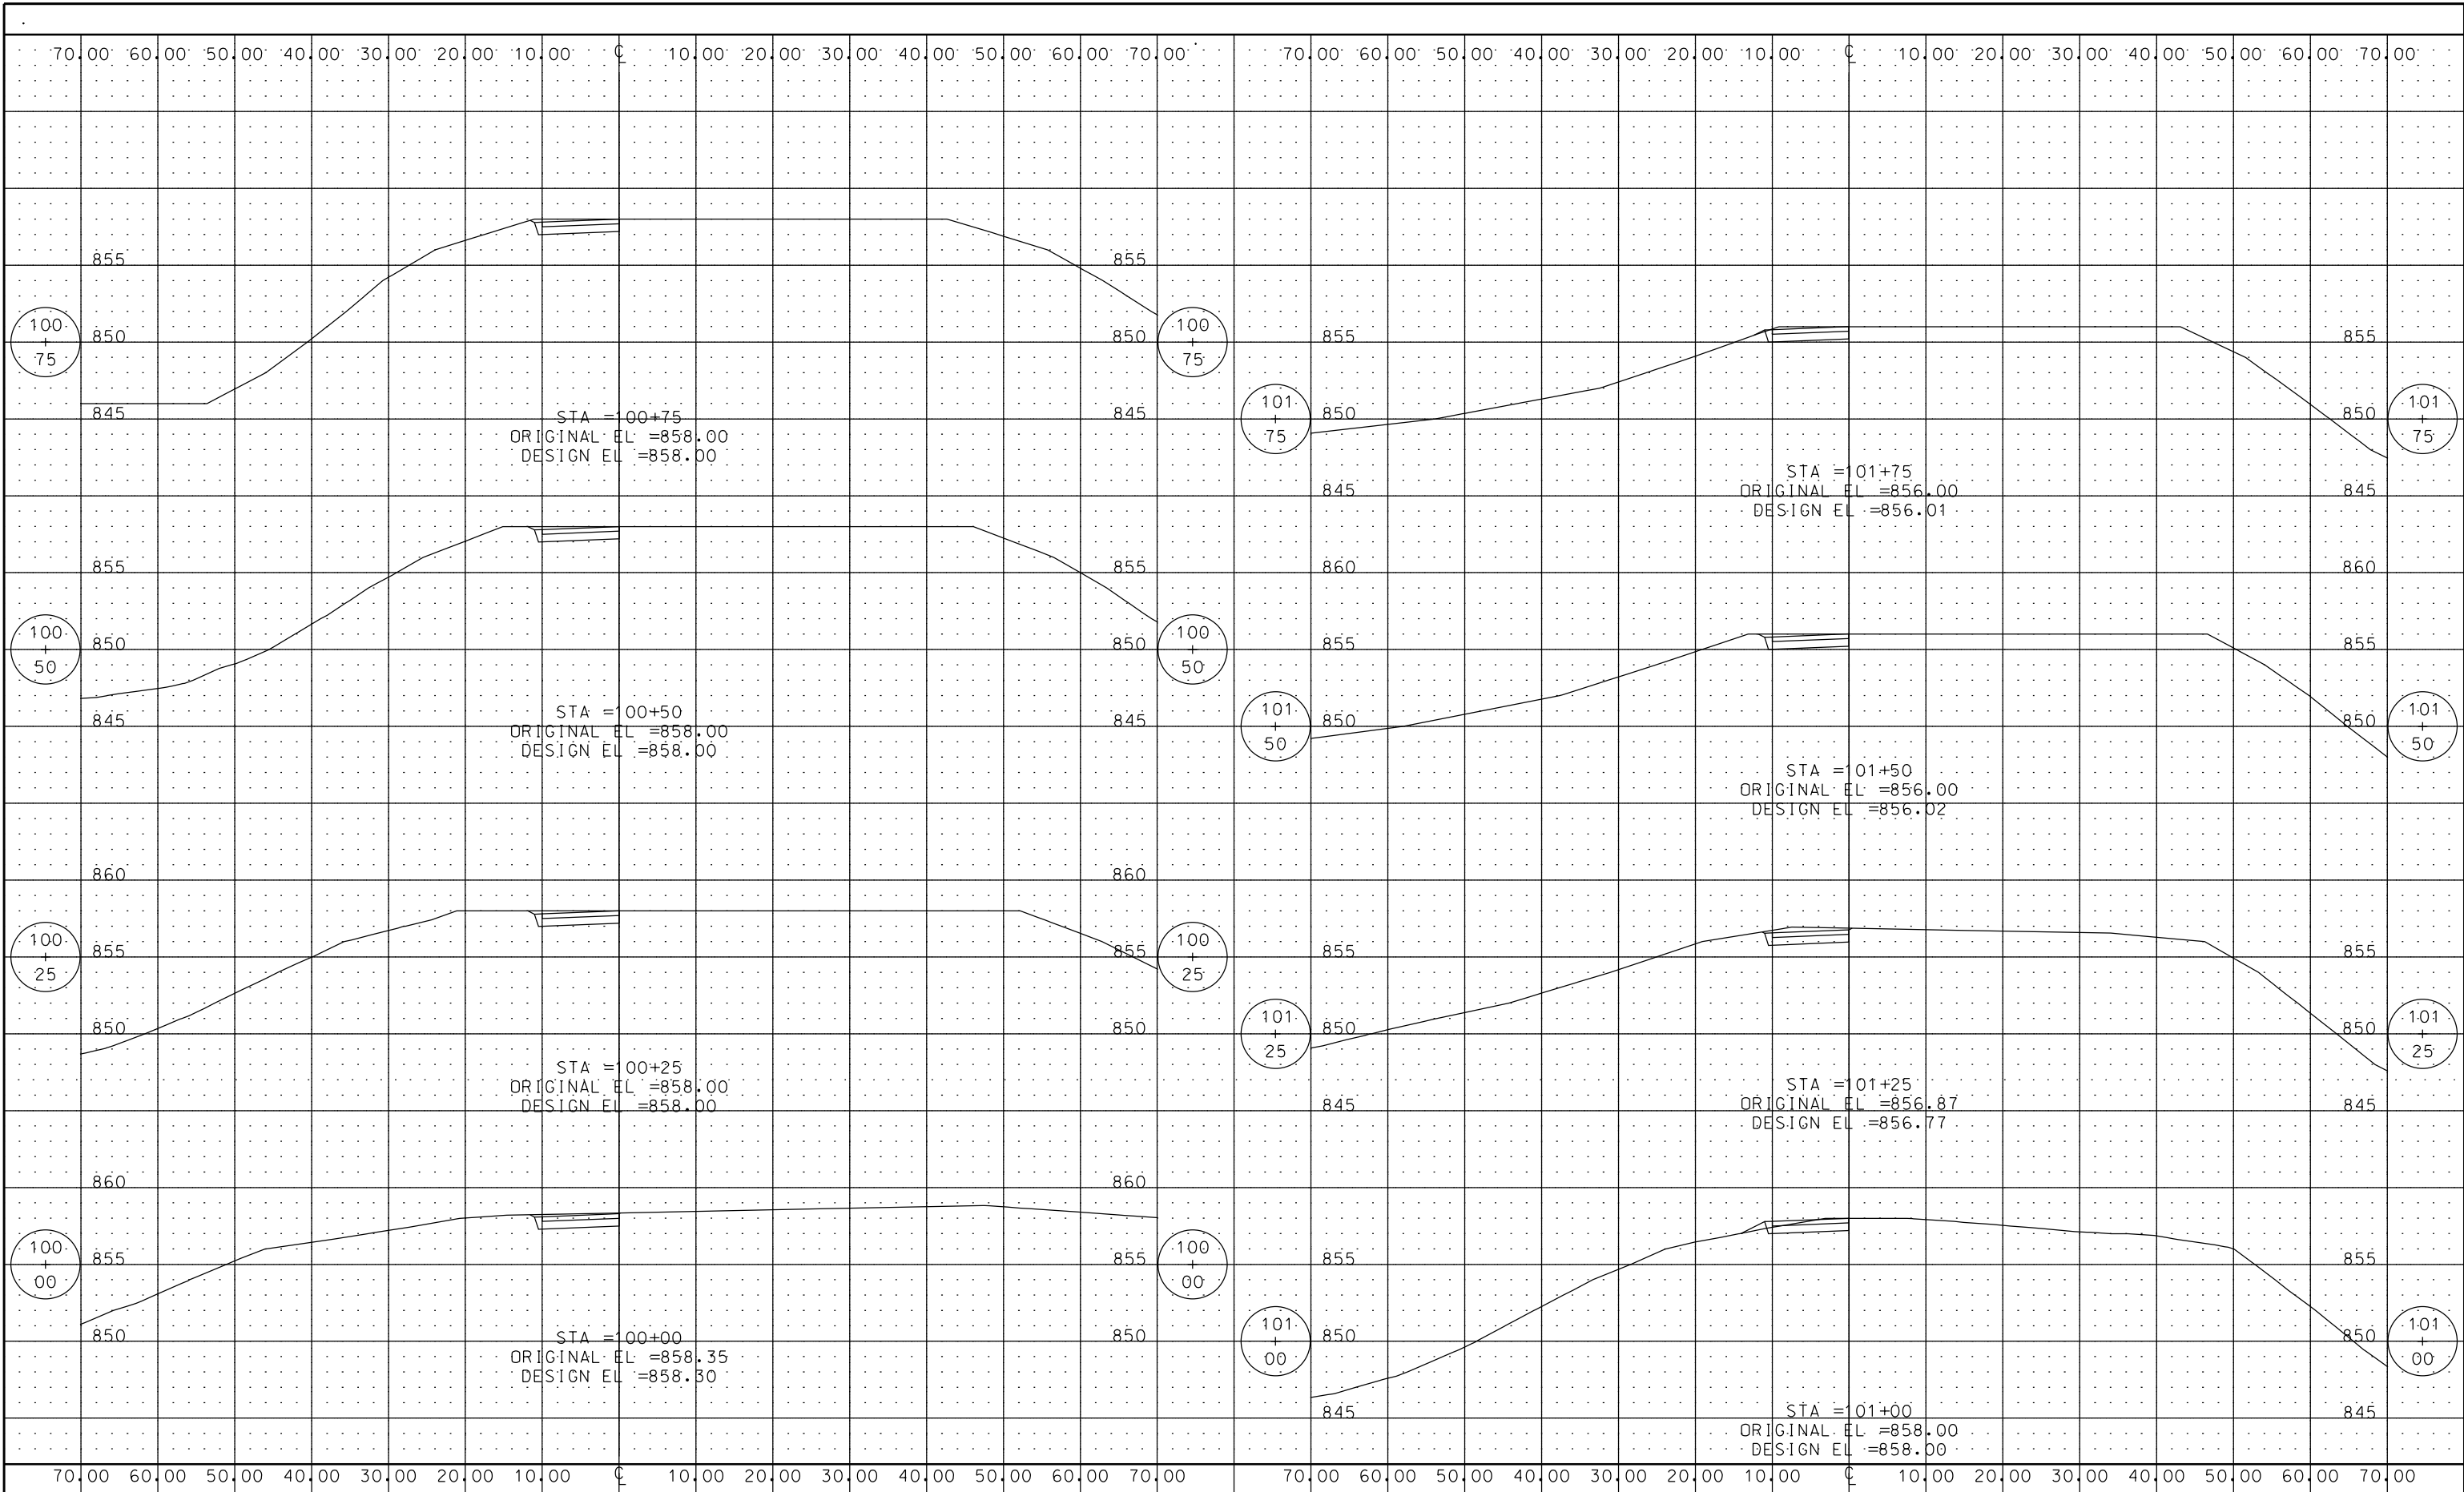 70.00 60.00 50.00 40.00 30.00 20.00 10.00 ℄ 10.00 20.00 30.00 40.00 50.00 60.00 70.00 70.00 60.00 50.00 40.00 30.00 20.00 10.00 ℄ 10.00 20.00 30.00 40.00 50.00 60.00 70.00
855 855
100 + 75
850 850
100 + 75
845 845
STA =100+75
ORIGINAL EL =858.00
DESIGN EL =858.00
855 855
100 + 50
850 850
100 + 50
845 845
STA =100+50
ORIGINAL EL =858.00
DESIGN EL =858.00
860 860
100 + 25
855 855
100 + 25
850 850
STA =100+25
ORIGINAL EL =858.00
DESIGN EL =858.00
860 860
100 + 00
855 855
100 + 00
850 850
STA =100+00
ORIGINAL EL =858.35
DESIGN EL =858.30
855 855
101 + 75
850 850
101 + 75
845 845
STA =101+75
ORIGINAL EL =856.00
DESIGN EL =856.01
860 860
855 855
101 + 50
850 850
101 + 50
STA =101+50
ORIGINAL EL =856.00
DESIGN EL =856.02
855 855
101 + 25
850 850
101 + 25
845 845
STA =101+25
ORIGINAL EL =856.87
DESIGN EL =856.77
855 855
101 + 00
850 850
101 + 00
845 845
STA =101+00
ORIGINAL EL =858.00
DESIGN EL =858.00
70.00 60.00 50.00 40.00 30.00 20.00 10.00 ℄ 10.00 20.00 30.00 40.00 50.00 60.00 70.00 70.00 60.00 50.00 40.00 30.00 20.00 10.00 ℄ 10.00 20.00 30.00 40.00 50.00 60.00 70.00